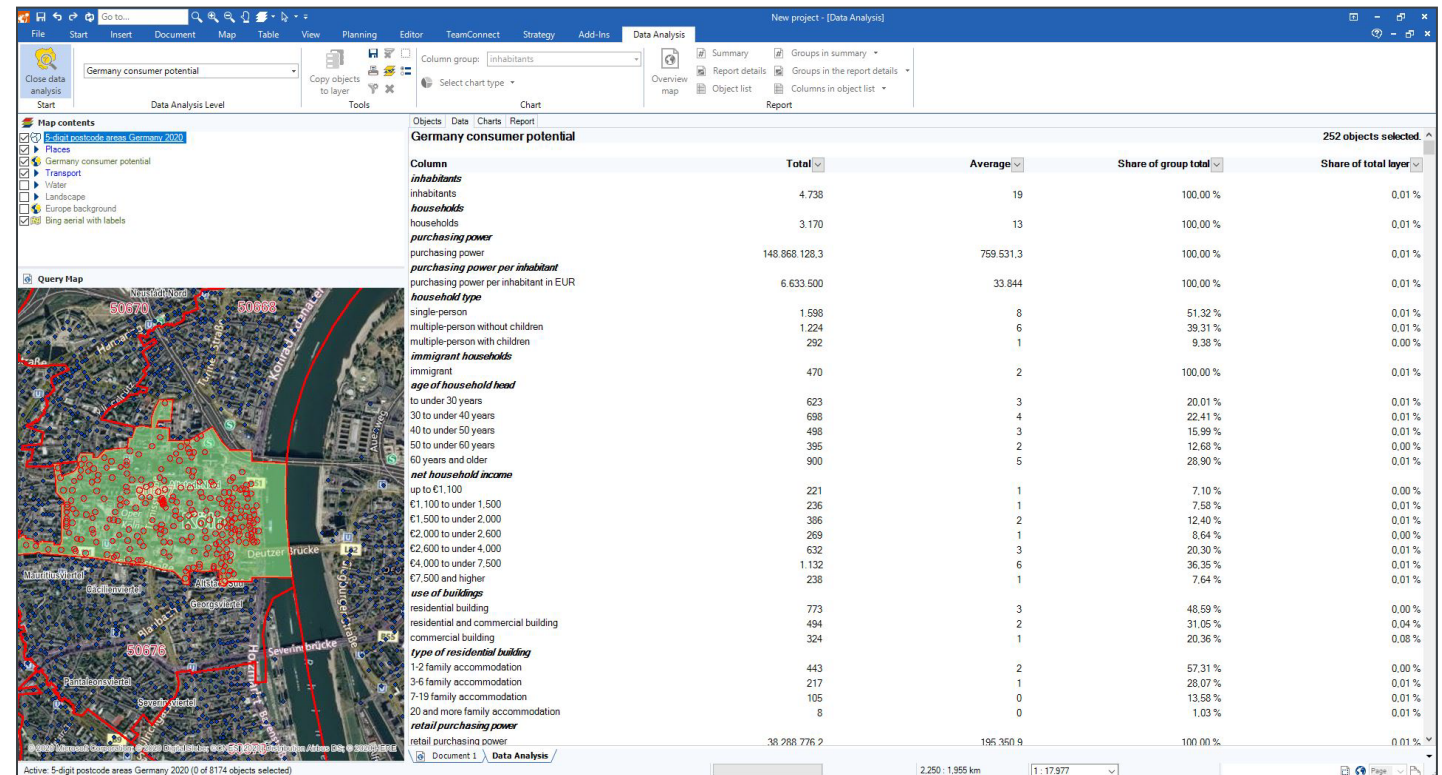 Go to...
New project - [Data Analysis]
File Start Insert Document Map Table View Planning Editor TeamConnect Strategy Add-Ins Data Analysis
Close data analysis
Start
Germany consumer potential
Data Analysis Level
Copy objects to layer
Tools
Column group: inhabitants
Select chart type
Chart
Overview map
Summary
Report details
Object list
Groups in summary
Groups in the report details
Columns in object list
Report
Map contents
5-digit postcode areas Germany 2020
Places
Germany consumer potential
Transport
Water
Landscape
Europe background
Bing aerial with labels
Query Map
Neustadt-Nord
50670
50668
Deutzer Brücke
Mauritiusviertel
Cäcilienviertel
Georgsviertel
50676
Severinsbrücke
B55
B51
Pantaleonsviertel
Severinsviertel
Objects Data Charts Report
Germany consumer potential 252 objects selected.
Column Total Average Share of group total Share of total layer
inhabitants
inhabitants 4.738 19 100,00 % 0,01 %
households
households 3.170 13 100,00 % 0,01 %
purchasing power
purchasing power 148.868.128,3 759.531,3 100,00 % 0,01 %
purchasing power per inhabitant
purchasing power per inhabitant in EUR 6.633.500 33.844 100,00 % 0,01 %
household type
single-person 1.598 8 51,32 % 0,01 %
multiple-person without children 1.224 6 39,31 % 0,01 %
multiple-person with children 292 1 9,38 % 0,00 %
immigrant households
immigrant 470 2 100,00 % 0,01 %
age of household head
to under 30 years 623 3 20,01 % 0,01 %
30 to under 40 years 698 4 22,41 % 0,01 %
40 to under 50 years 498 3 15,99 % 0,01 %
50 to under 60 years 395 2 12,68 % 0,00 %
60 years and older 900 5 28,90 % 0,01 %
net household income
up to €1,100 221 1 7,10 % 0,00 %
€1,100 to under 1,500 236 1 7,58 % 0,01 %
€1,500 to under 2,000 386 2 12,40 % 0,01 %
€2,000 to under 2,600 269 1 8,64 % 0,00 %
€2,600 to under 4,000 632 3 20,30 % 0,01 %
€4,000 to under 7,500 1.132 6 36,35 % 0,01 %
€7,500 and higher 238 1 7,64 % 0,01 %
use of buildings
residential building 773 3 48,59 % 0,00 %
residential and commercial building 494 2 31,05 % 0,04 %
commercial building 324 1 20,36 % 0,08 %
type of residential building
1-2 family accommodation 443 2 57,31 % 0,00 %
3-6 family accommodation 217 1 28,07 % 0,01 %
7-19 family accommodation 105 0 13,58 % 0,01 %
20 and more family accommodation 8 0 1,03 % 0,01 %
retail purchasing power
retail purchasing power 38.288.776,2 195.350,9 100,00 % 0,01 %
Document 1 Data Analysis
Active: 5-digit postcode areas Germany 2020 (0 of 8174 objects selected)
2,250 : 1,955 km
1 : 17.977
Page